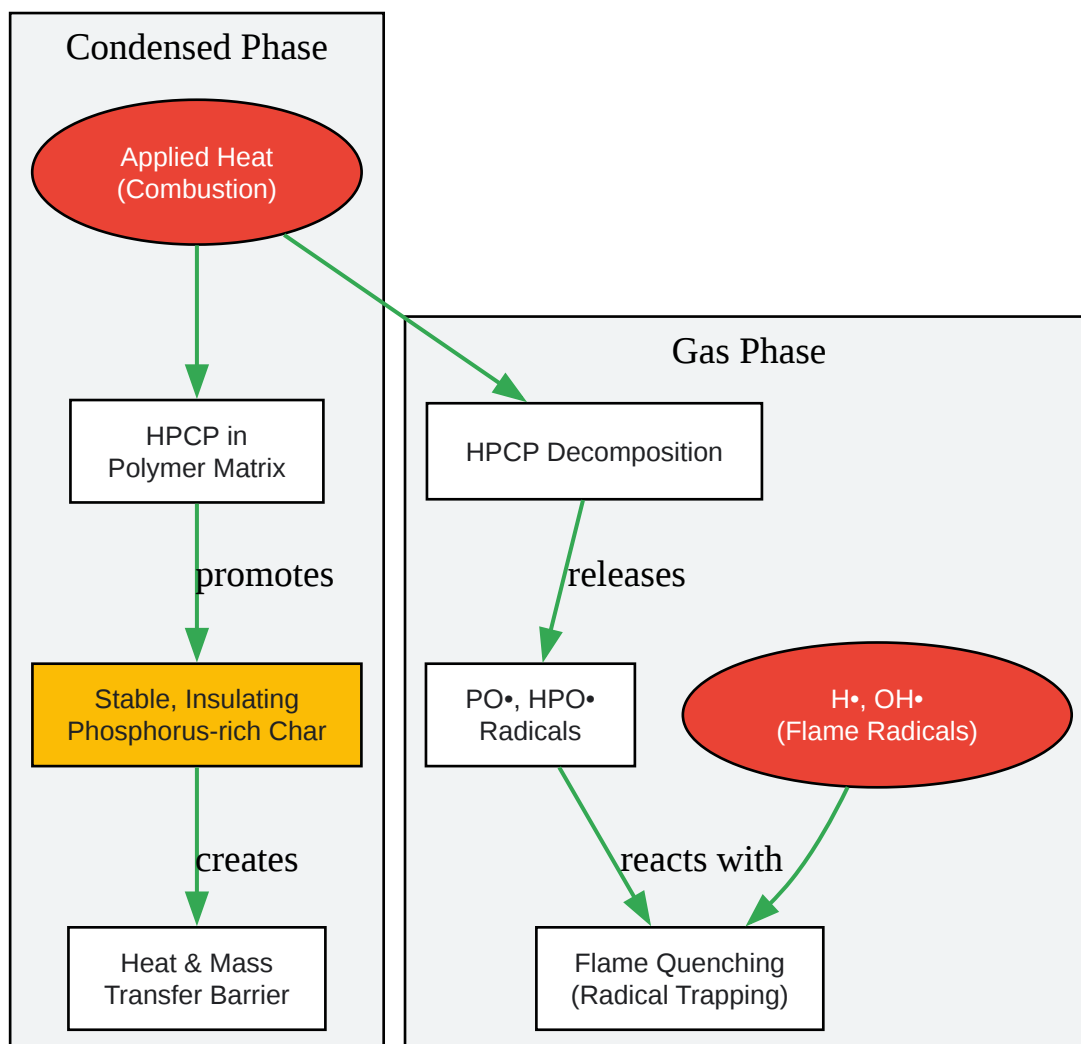 Condensed Phase
Applied Heat
(Combustion)
HPCP in
Polymer Matrix
promotes
Stable, Insulating
Phosphorus-rich Char
creates
Heat & Mass
Transfer Barrier
Gas Phase
HPCP Decomposition
releases
PO•, HPO•
Radicals
H•, OH•
(Flame Radicals)
reacts with
Flame Quenching
(Radical Trapping)